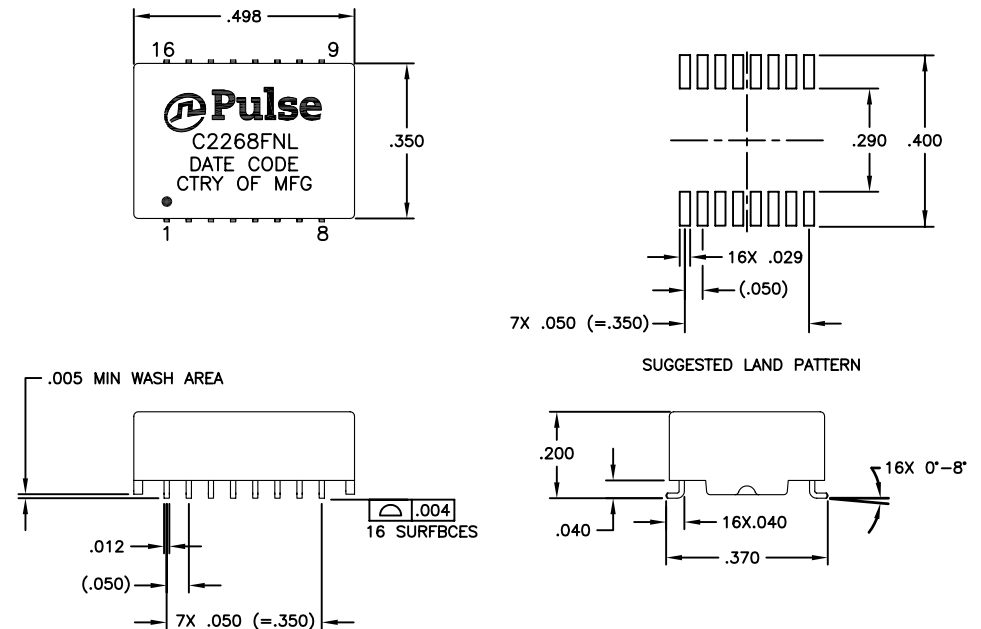 .498
16 9
Pulse
C2268FNL
DATE CODE
CTRY OF MFG
1 8
.350
.290 .400
16X .029
(.050)
7X .050 (=.350)
SUGGESTED LAND PATTERN
.005 MIN WASH AREA
.004
16 SURFBCES
.012
(.050)
7X .050 (=.350)
.200
16X 0°-8°
.040
16X.040
.370